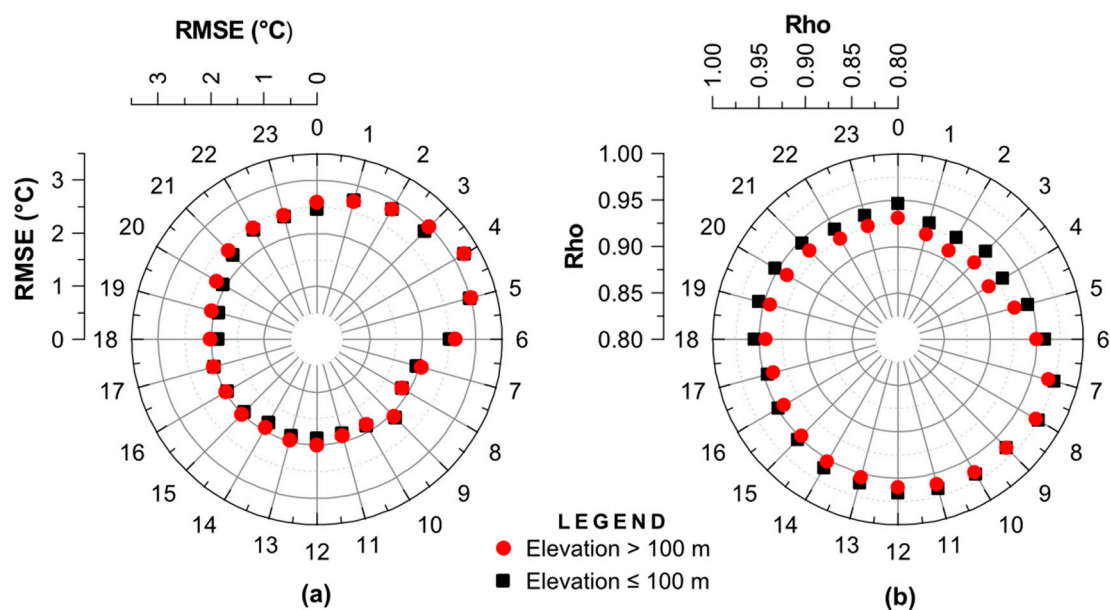 RMSE (°C)
Rho
3 2 1 0
1.00 0.95 0.90 0.85 0.80
3
2
1
0
RMSE (°C)
0 1 2 3 4 5 6 7 8 9 10 11 12 13 14 15 16 17 18 19 20 21 22 23
1.00
0.95
0.90
0.85
0.80
Rho
0 1 2 3 4 5 6 7 8 9 10 11 12 13 14 15 16 17 18 19 20 21 22 23
LEGEND
Elevation > 100 m
Elevation ≤ 100 m
(a)
(b)